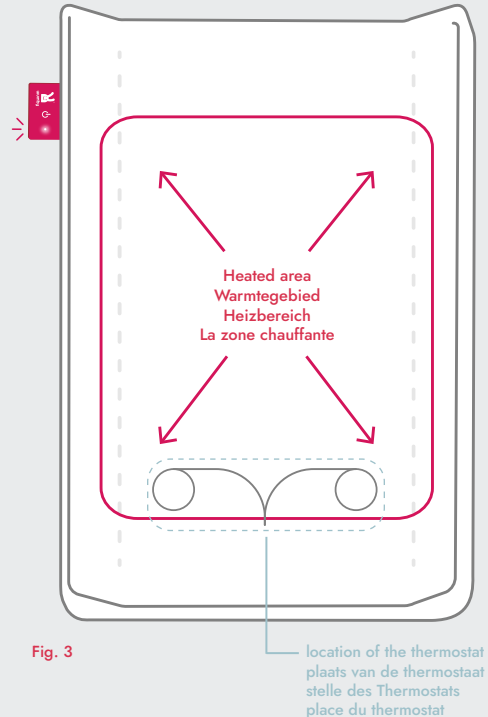 Heated area
Warmtegebied
Heizbereich
La zone chauffante
Fig. 3
location of the thermostat
plaats van de thermostaat
stelle des Thermostats
place du thermostat